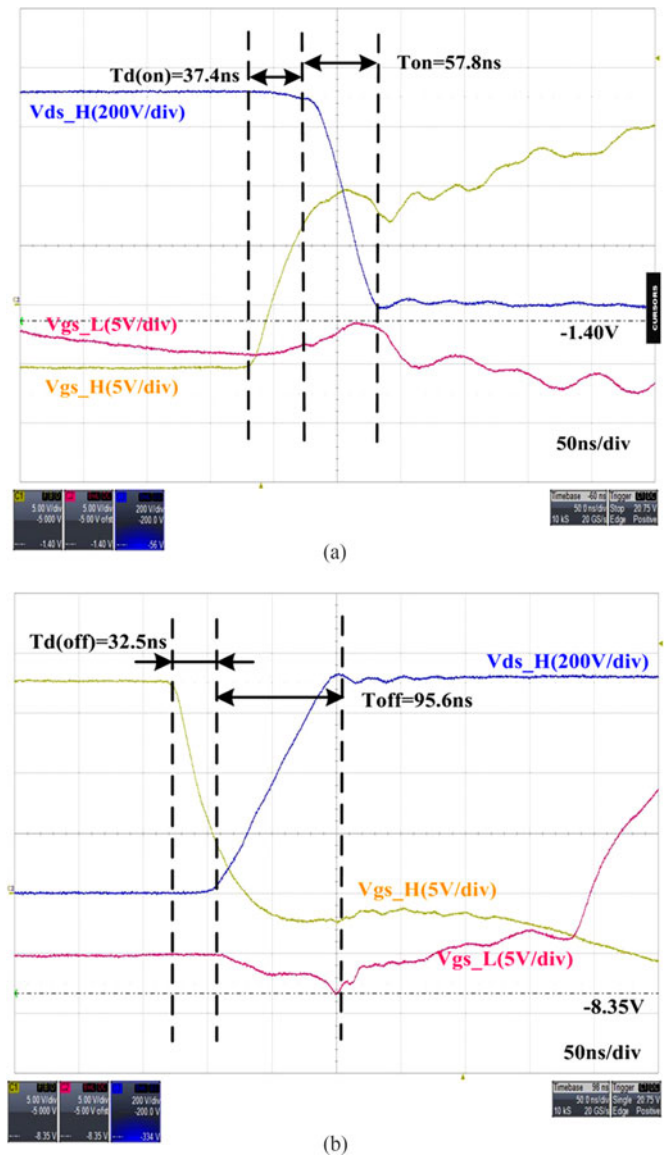 Td(on)=37.4ns
Ton=57.8ns
Vds_H(200V/div)
Vgs_L(5V/div)
Vgs_H(5V/div)
-1.40V
CURSORS
50ns/div
5.00 V/div
-5.000 V
-1.40 V
5.00 V/div
-5.00 V ofst
-1.40 V
200 V/div
-200.0 V
-56 V
Timebase -60 ns
50.0 ns/div
10 kS 20 GS/s
Trigger
Stop 20.75 V
Edge Positive
(a)
Td(off)=32.5ns
Vds_H(200V/div)
Toff=95.6ns
Vgs_H(5V/div)
Vgs_L(5V/div)
-8.35V
50ns/div
5.00 V/div
-5.000 V
-8.35 V
5.00 V/div
-5.00 V ofst
-8.35 V
200 V/div
-200.0 V
-334 V
Timebase 98 ns
50.0 ns/div
10 kS 20 GS/s
Trigger
Single 20.75 V
Edge Positive
(b)